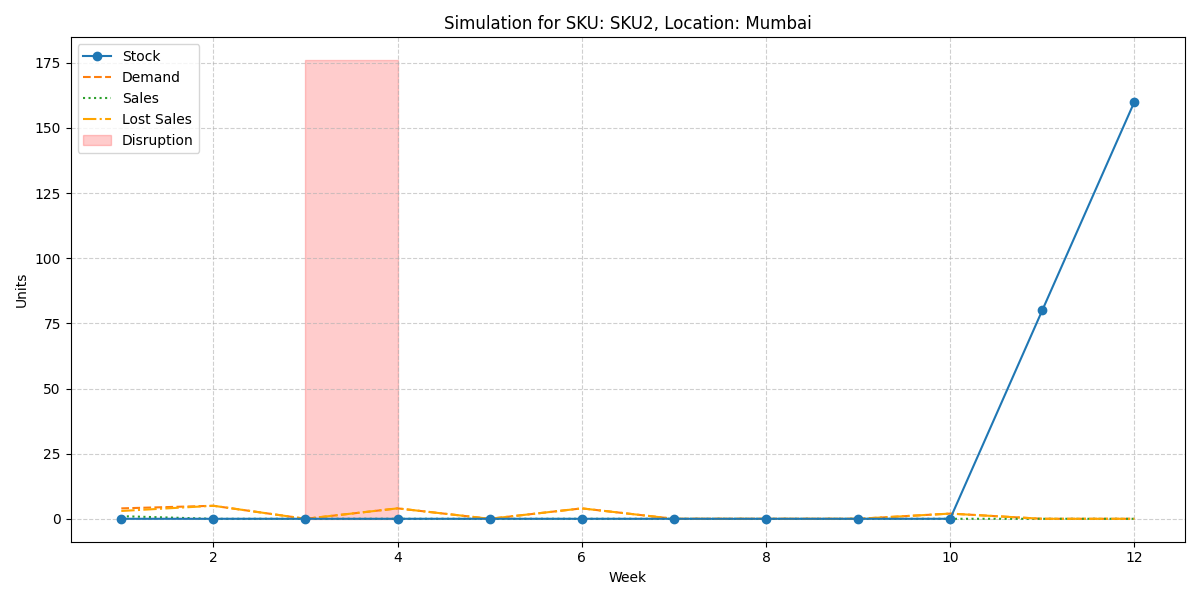 Simulation for SKU: SKU2, Location: Mumbai
Stock
Demand
Sales
Lost Sales
Disruption
175
150
125
100
75
50
25
0
Units
2 4 6 8 10 12
Week